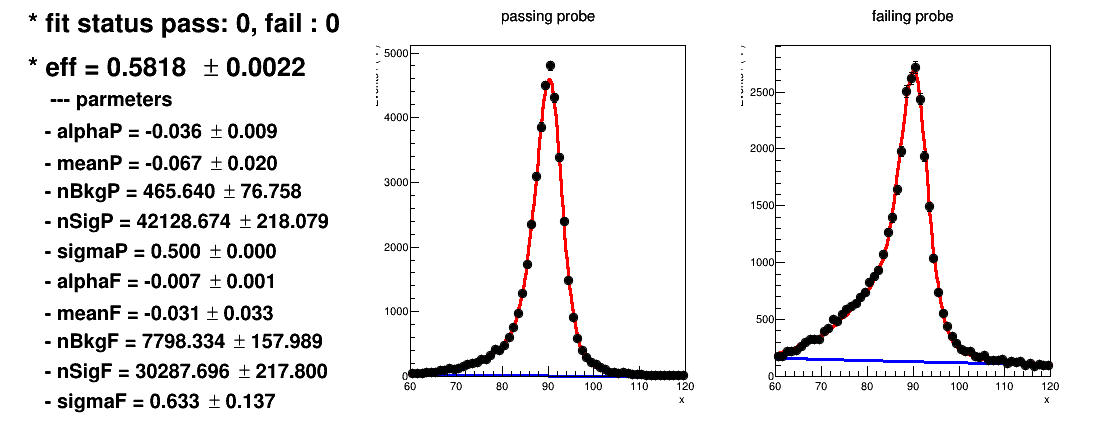 * fit status pass: 0, fail : 0
* eff = 0.5818 ± 0.0022
--- parmeters
- alphaP = -0.036 ± 0.009
- meanP = -0.067 ± 0.020
- nBkgP = 465.640 ± 76.758
- nSigP = 42128.674 ± 218.079
- sigmaP = 0.500 ± 0.000
- alphaF = -0.007 ± 0.001
- meanF = -0.031 ± 0.033
- nBkgF = 7798.334 ± 157.989
- nSigF = 30287.696 ± 217.800
- sigmaF = 0.633 ± 0.137
passing probe
5000
4000
3000
2000
1000
0
60 70 80 90 100 110 120
x
failing probe
2500
2000
1500
1000
500
0
60 70 80 90 100 110 120
x